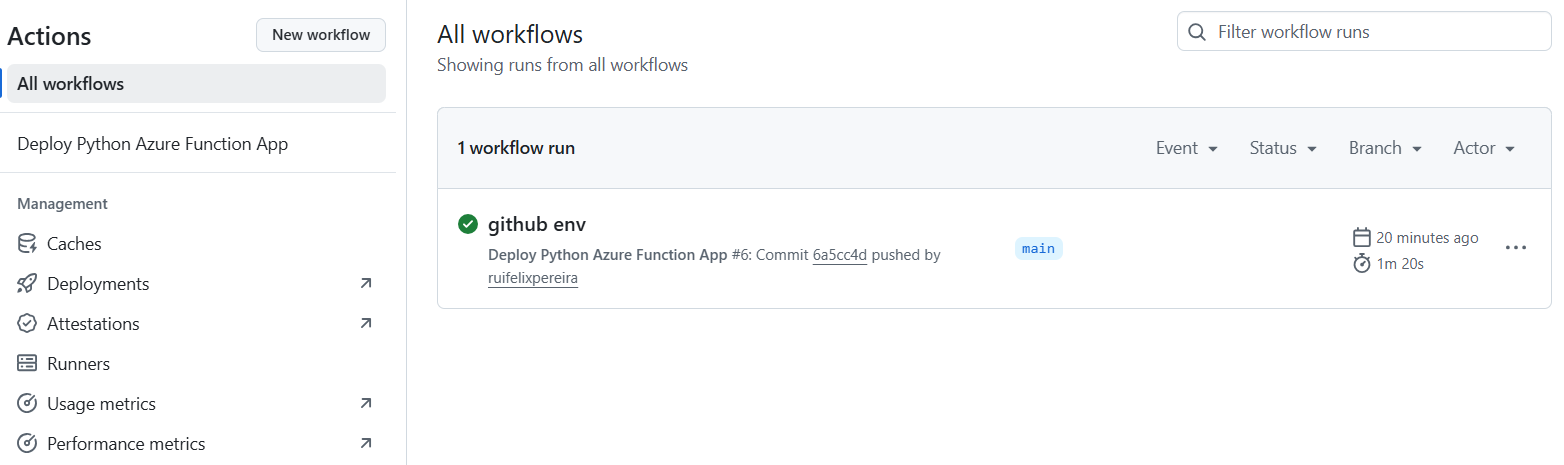 Actions
New workflow
All workflows
Deploy Python Azure Function App
Management
Caches
Deployments
Attestations
Runners
Usage metrics
Performance metrics
All workflows
Showing runs from all workflows
Filter workflow runs
1 workflow run
Event
Status
Branch
Actor
github env
Deploy Python Azure Function App #6: Commit 6a5cc4d pushed by
ruifelixpereira
main
20 minutes ago
1m 20s